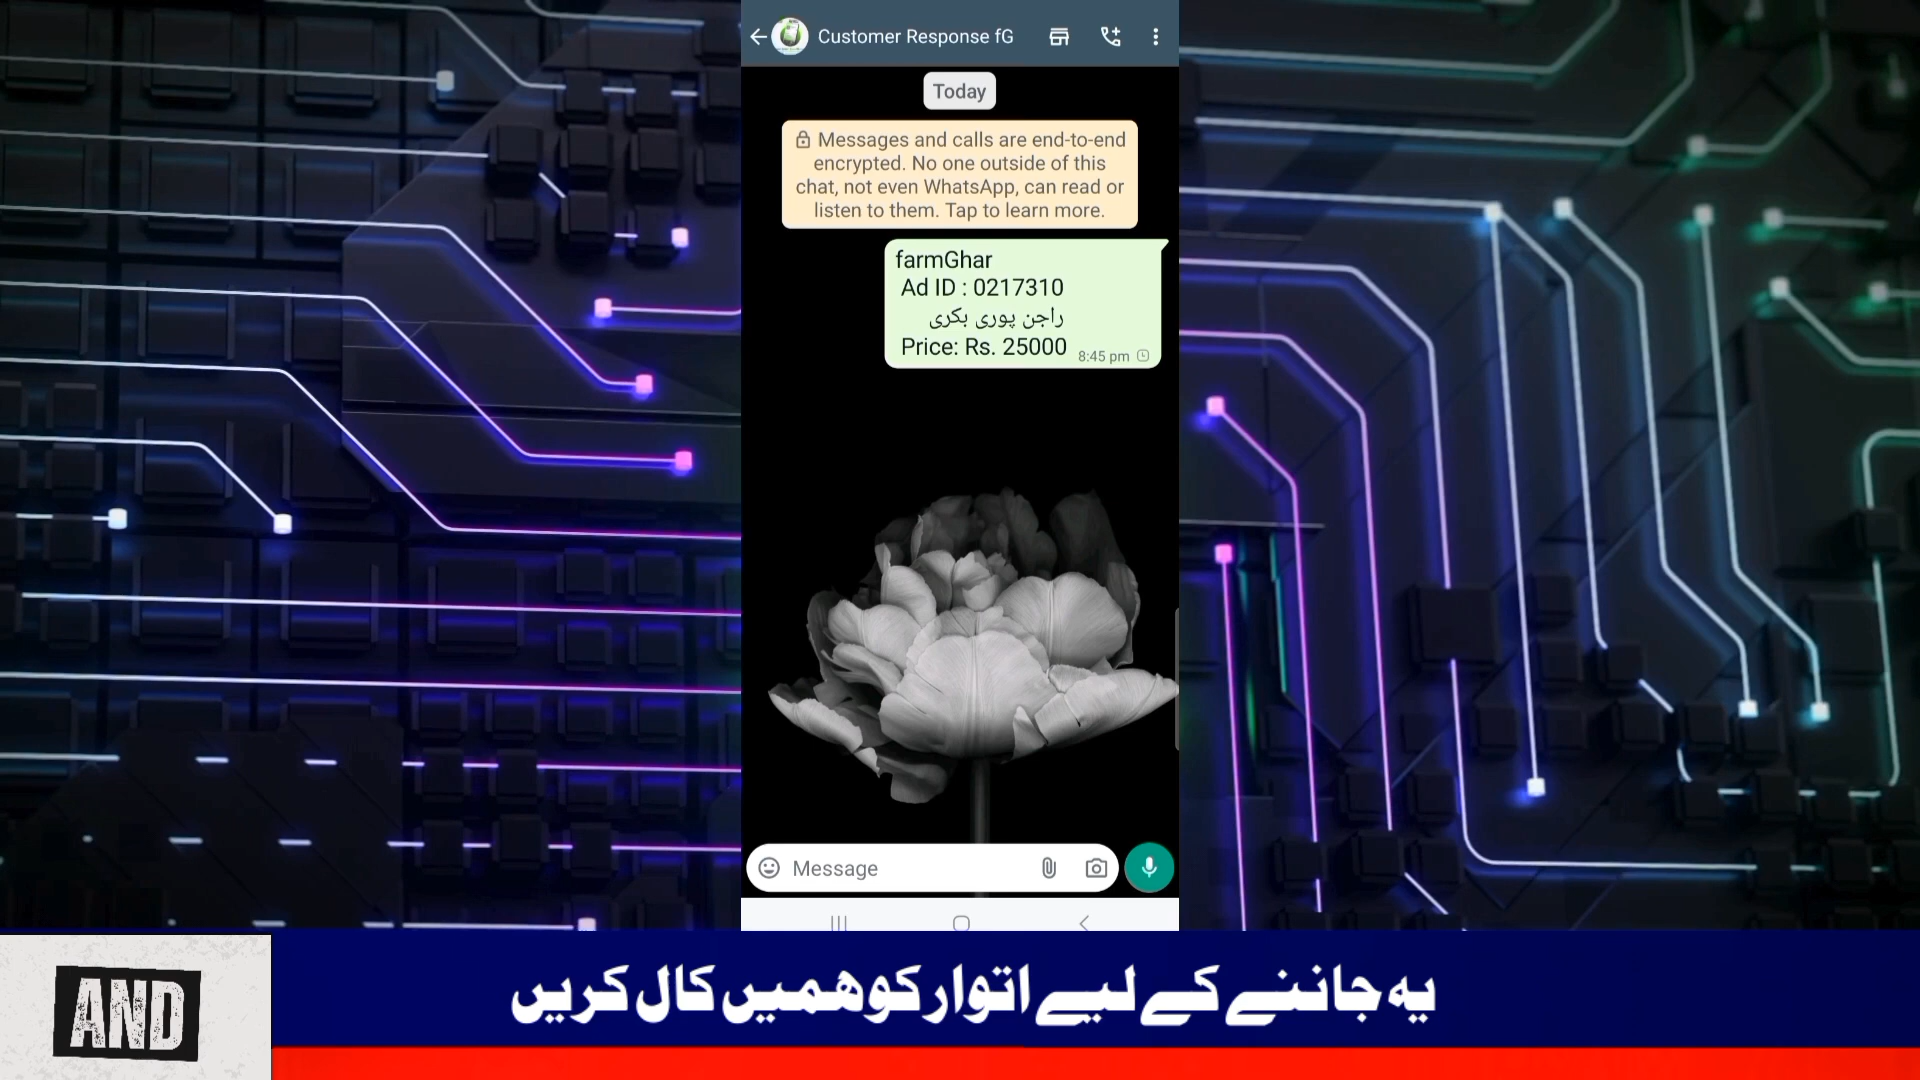 Customer Response fG
Today
Messages and calls are end-to-end
encrypted. No one outside of this
chat, not even WhatsApp, can read or
listen to them. Tap to learn more.
farmGhar
Ad ID : 0217310
راجن پوری بکری
Price: Rs. 25000
8:45 pm
Message
AND
یہ جاننے کے لیے اتوار کو ھمیں کال کریں